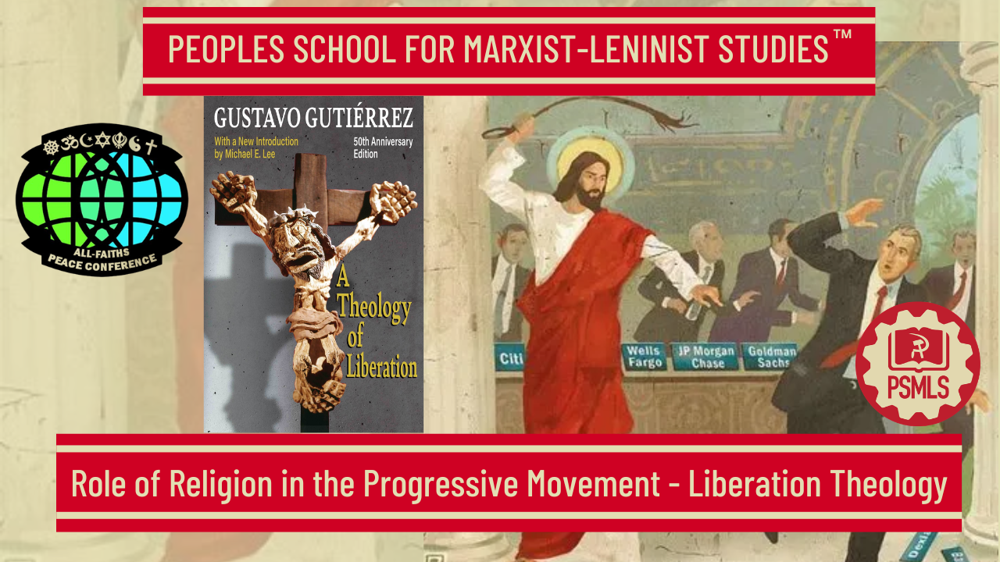 PEOPLES SCHOOL FOR MARXIST-LENINIST STUDIES™
GUSTAVO GUTIÉRREZ
With a New Introduction
by Michael E. Lee
50th Anniversary
Edition
A
Theology
of
Liberation
ALL-FAITHS
PEACE CONFERENCE
Citi
Wells
Fargo
JP Morgan
Chase
Goldman
Sachs
PSMLS
Role of Religion in the Progressive Movement - Liberation Theology
Dexia